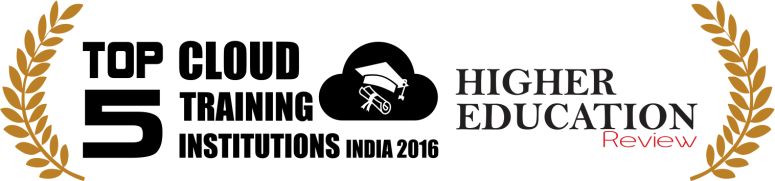 TOP 5
CLOUD
TRAINING
INSTITUTIONS INDIA 2016
HIGHER
EDUCATION
Review